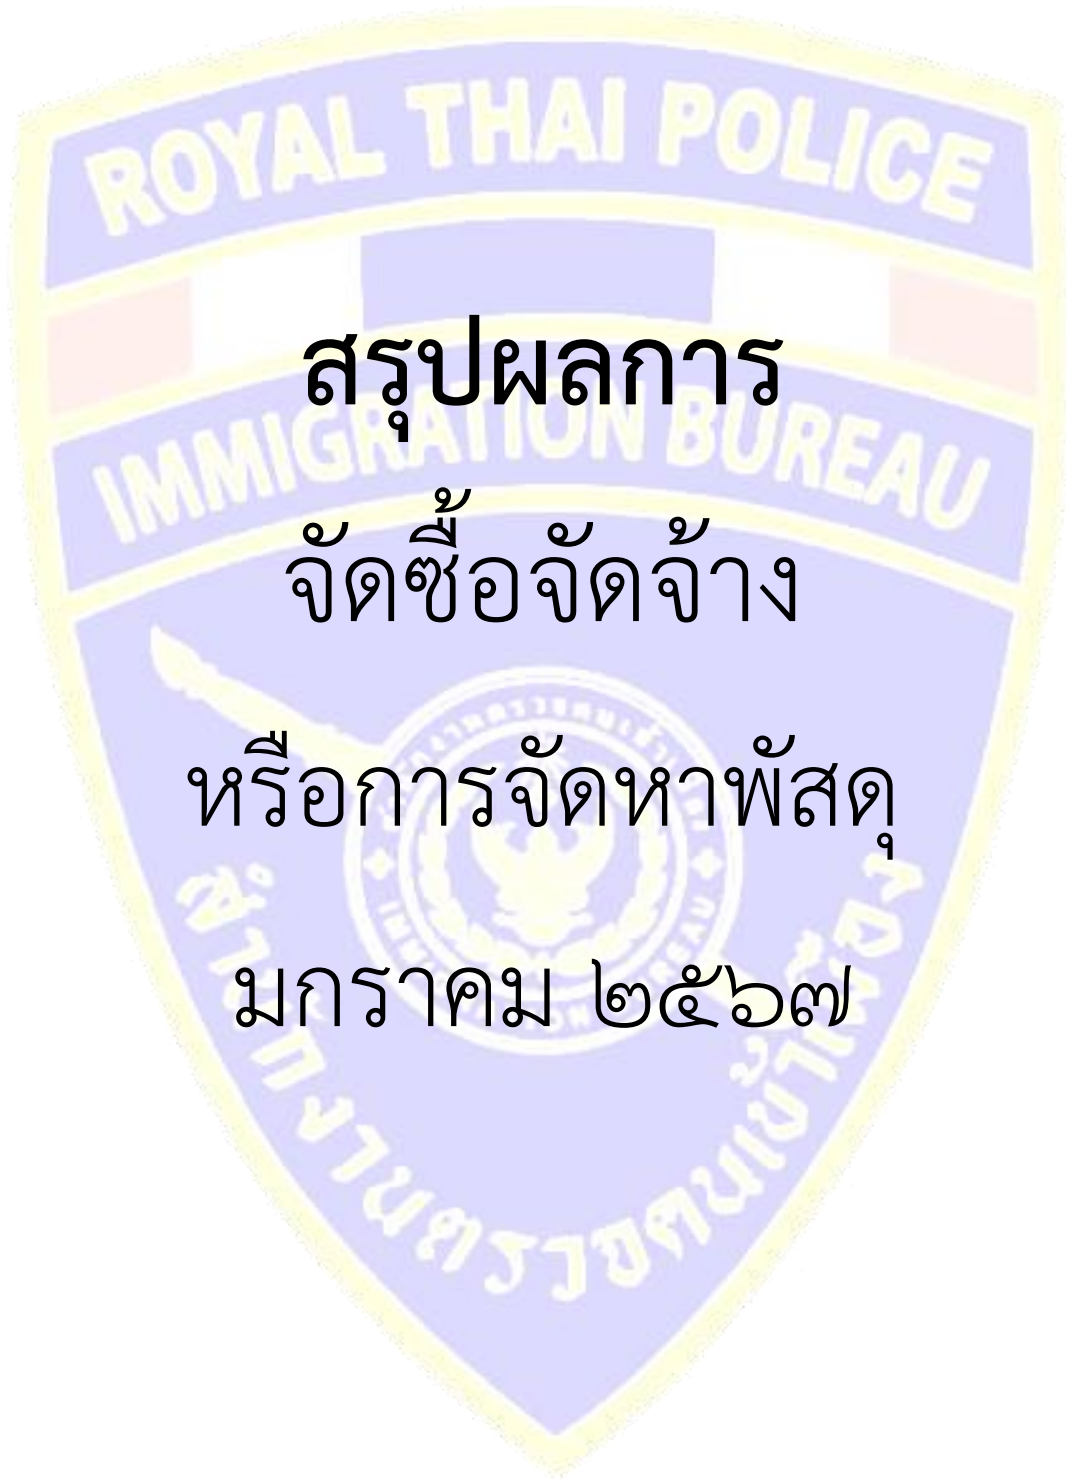 ROYAL THAI POLICE
สรุปผลการ
IMMIGRATION BUREAU
จัดซื้อจัดจ้าง
หรือการจัดหาพัสดุ
มกราคม ๒๕๖๗
สำนักงานตรวจคนเข้าเมือง